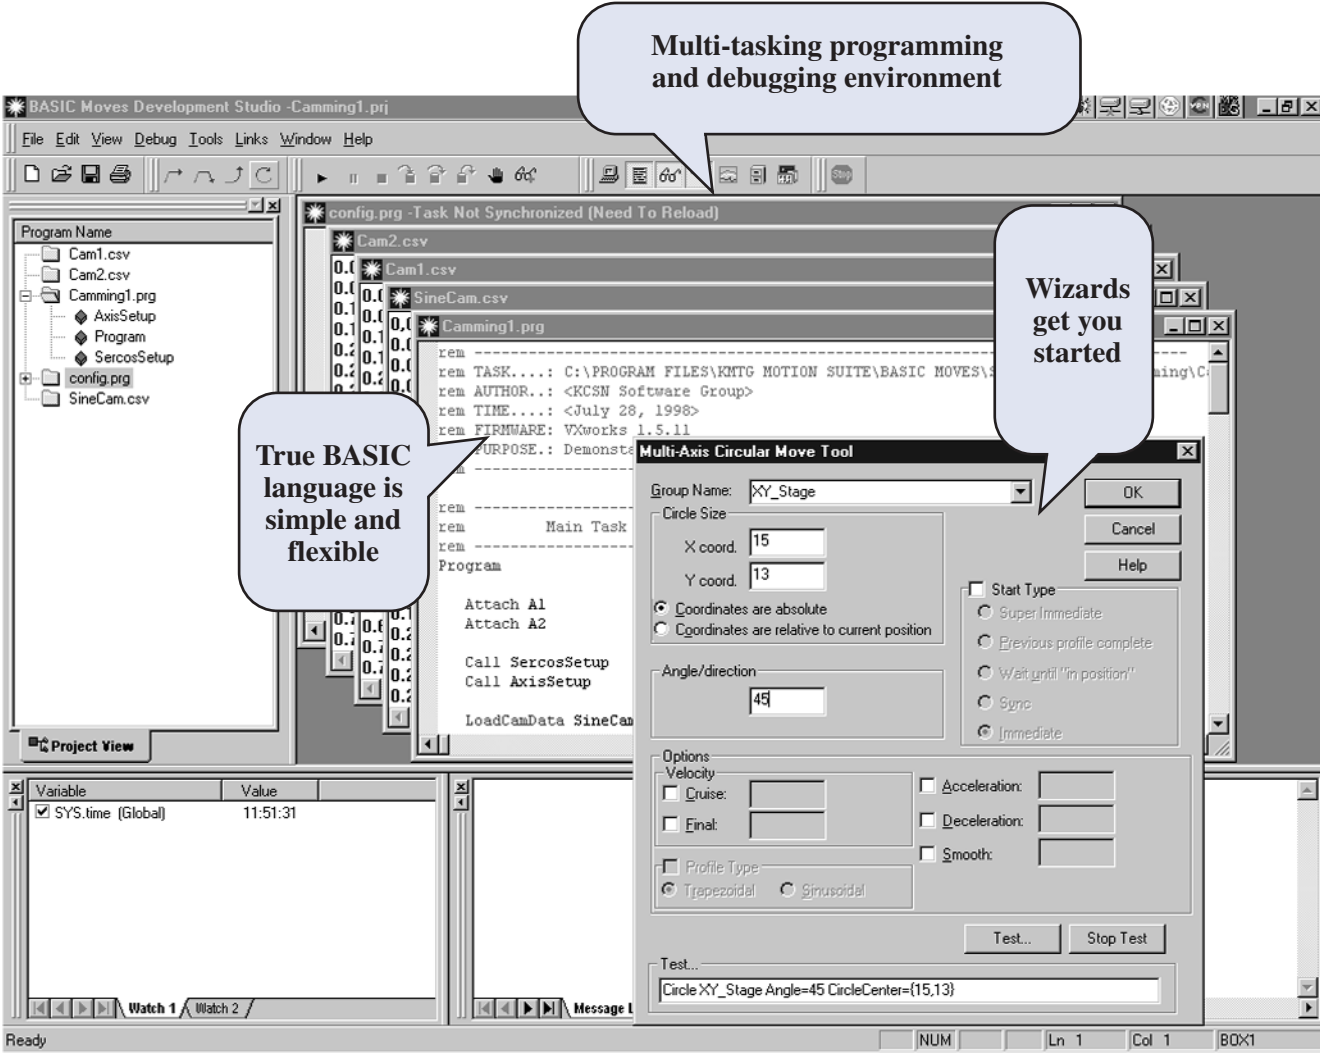 Multi-tasking programming
and debugging environment
BASIC Moves Development Studio -Camming1.prj
File Edit View Debug Tools Links Window Help
Stop
config.prg -Task Not Synchronized (Need To Reload)
Program Name
Cam1.csv
Cam2.csv
Camming1.prg
AxisSetup
Program
SercosSetup
config.prg
SineCam.csv
Project View
Cam2.csv
Cam1.csv
SineCam.csv
Camming1.prg
Wizards
get you
started
True BASIC
language is
simple and
flexible
rem
rem TASK....: C:\PROGRAM FILES\KMTG MOTION SUITE\BASIC MOVES\
rem AUTHOR..: <KCSN Software Group>
rem TIME....: <July 28, 1998>
rem FIRMWARE: VXworks 1.5.11
PURPOSE.: Demonsta
rem
rem Main Task
rem
Program
Attach A1
Attach A2
Call SercosSetup
Call AxisSetup
LoadCamData SineCam
Multi-Axis Circular Move Tool
Group Name: XY_Stage
OK
Cancel
Help
Circle Size
X coord. 15
Y coord. 13
Coordinates are absolute
Coordinates are relative to current position
Angle/direction
45
Start Type
Super Immediate
Previous profile complete
Wait until "in position"
Sync
Immediate
Options
Velocity
Cruise:
Final:
Acceleration:
Deceleration:
Smooth:
Profile Type
Trapezoidal Sinusoidal
Test... Stop Test
Test...
Circle XY_Stage Angle=45 CircleCenter={15,13}
Variable Value
SYS.time (Global) 11:51:31
Watch 1 Watch 2
Message L
Ready NUM Ln 1 Col 1 BOX1